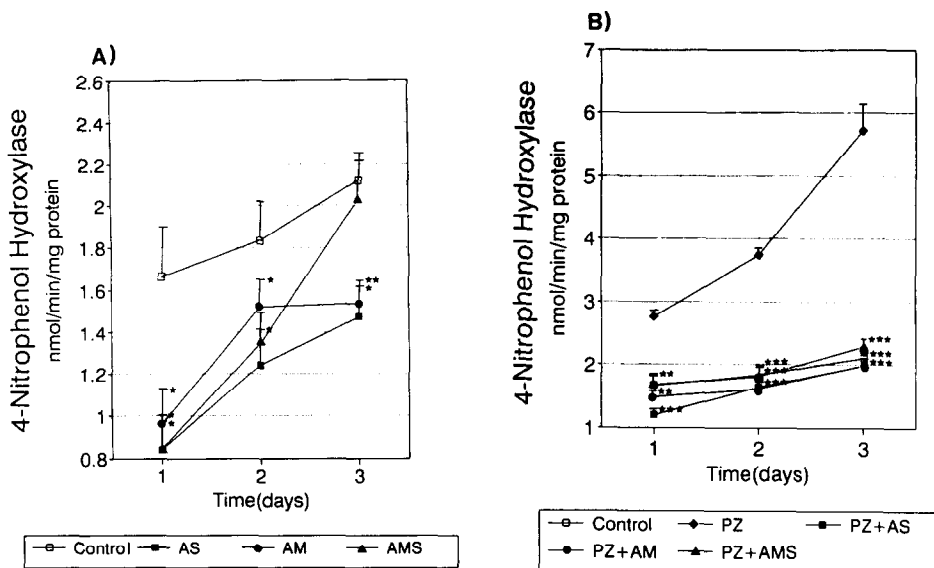 A)
2.6
2.4
2.2
2
1.8
1.6
1.4
1.2
1
0.8
4-Nitrophenol Hydroxylase
nmol/min/mg protein
*
*
*
*
*
**
*
1 2 3
Time(days)
Control AS AM AMS
B)
7
6
5
4
3
2
1
4-Nitrophenol Hydroxylase
nmol/min/mg protein
**
**
***
***
***
***
***
***
***
1 2 3
Time(days)
Control PZ PZ+AS
PZ+AM PZ+AMS